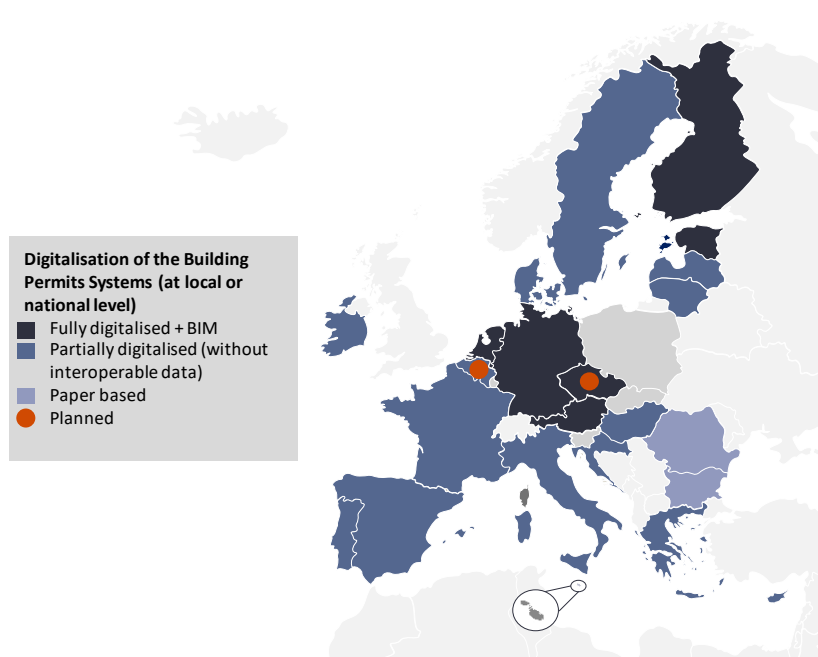 Digitalisation of the Building
Permits Systems (at local or
national level)
Fully digitalised + BIM
Partially digitalised (without
interoperable data)
Paper based
Planned